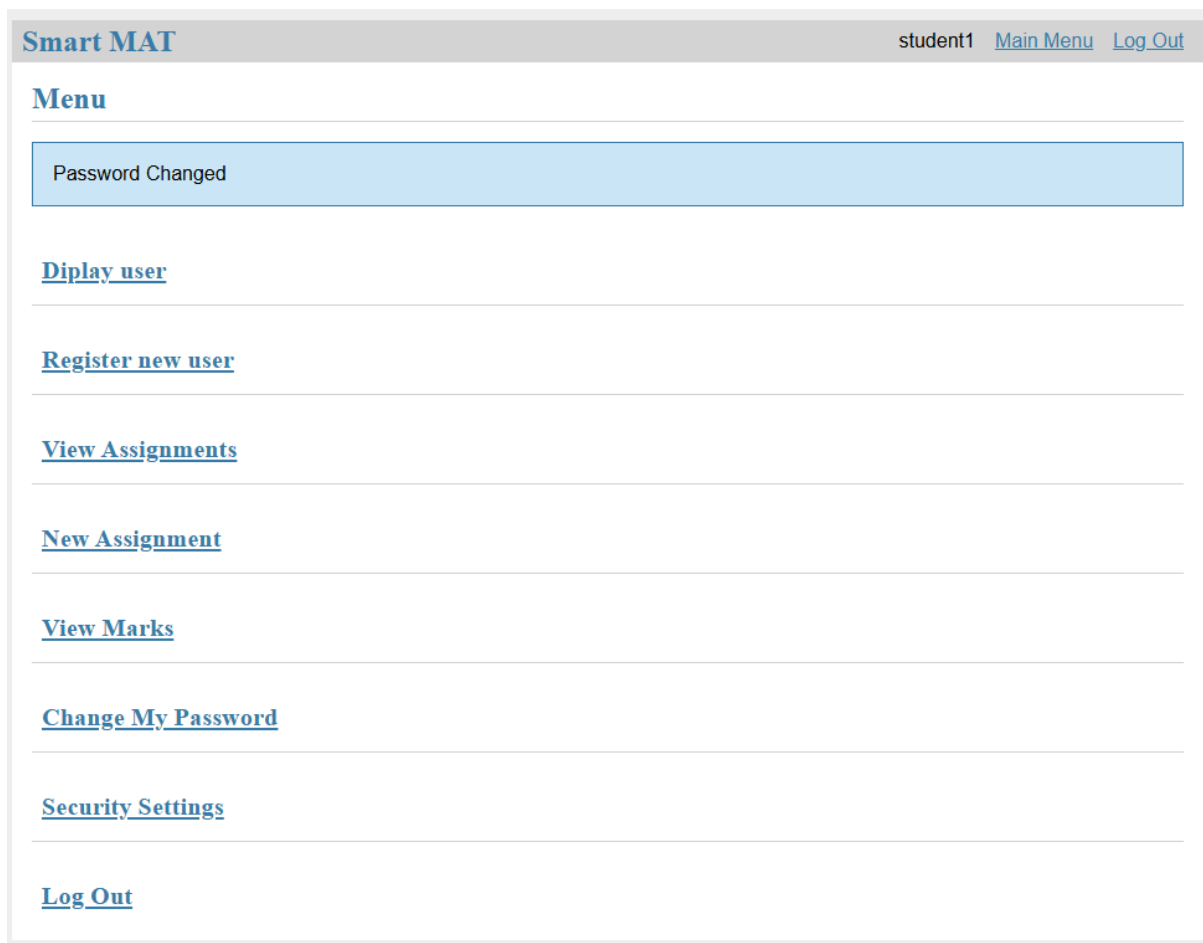 Smart MAT student1 Main Menu Log Out
Menu
Password Changed
Diplay user
Register new user
View Assignments
New Assignment
View Marks
Change My Password
Security Settings
Log Out